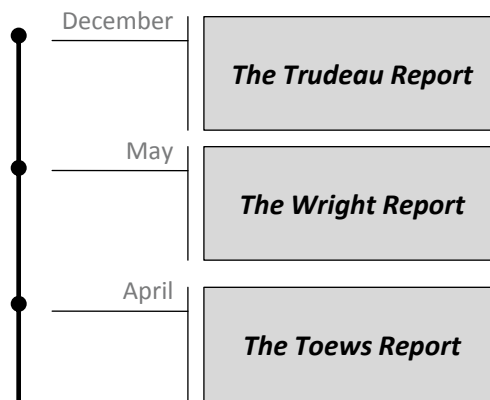 December
The Trudeau Report
May
The Wright Report
April
The Toews Report